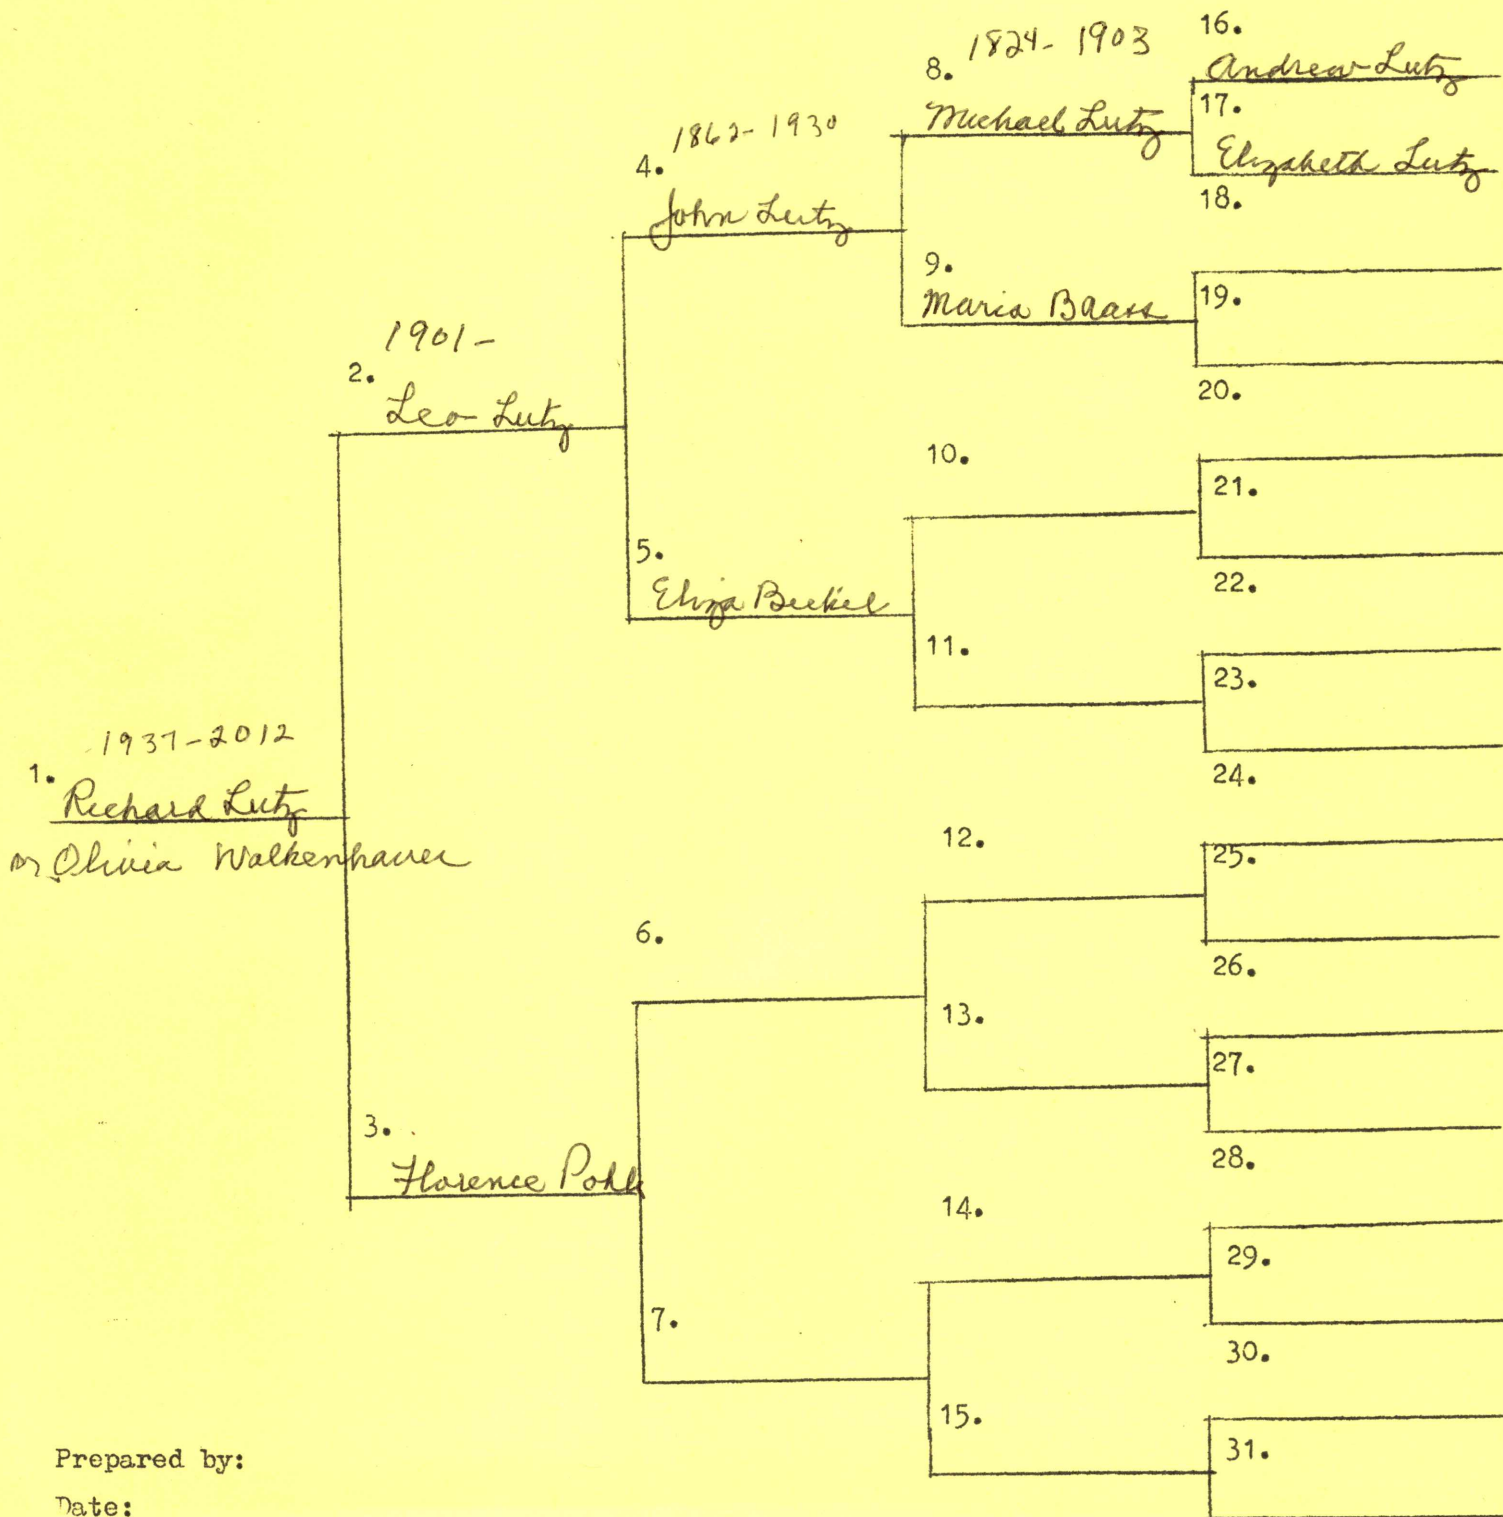 16.
1824-1903
8.
Andrew Lutz
17.
Michael Lutz
1862-1930
4.
Elizabeth Lutz
18.
John Lutz
9.
19.
Maria Baass
1901-
2.
20.
Leo Lutz
10.
21.
5.
22.
Eliza Beckel
11.
23.
1937-2012
1.
24.
Richard Lutz
12.
25.
m Olivia Walkenhauer
6.
26.
13.
27.
3.
28.
Florence Pohl
14.
29.
7.
30.
15.
31.
Prepared by:
Date: